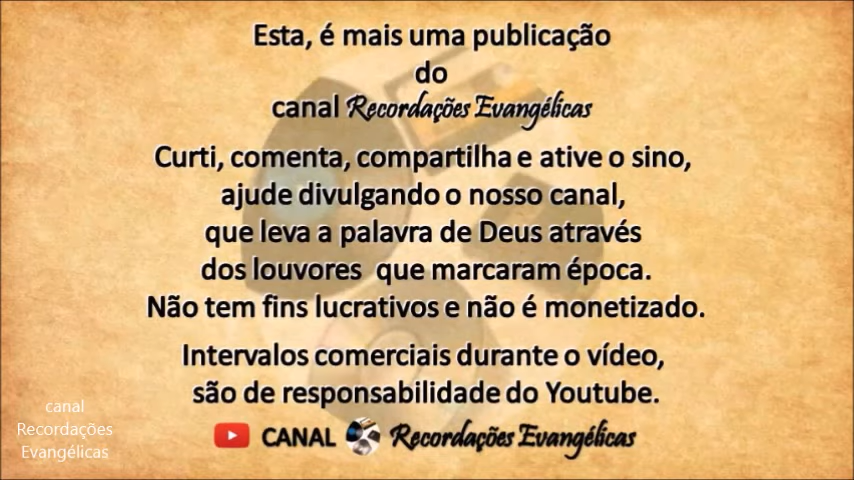 Esta, é mais uma publicação
do
canal Recordações Evangélicas
Curti, comenta, compartilha e ative o sino,
ajude divulgando o nosso canal,
que leva a palavra de Deus através
dos louvores que marcaram época.
Não tem fins lucrativos e não é monetizado.
Intervalos comerciais durante o vídeo,
são de responsabilidade do Youtube.
CANAL Recordações Evangélicas
canal
Recordações
Evangélicas